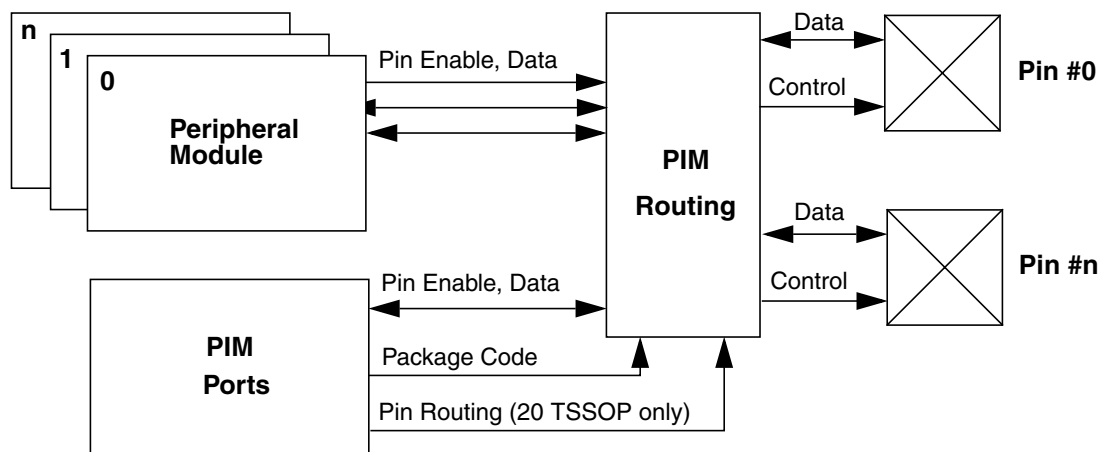 n
1
0
Peripheral
Module
Pin Enable, Data
PIM
Routing
Data
Control
Pin #0
Data
Control
Pin #n
PIM
Ports
Pin Enable, Data
Package Code
Pin Routing (20 TSSOP only)